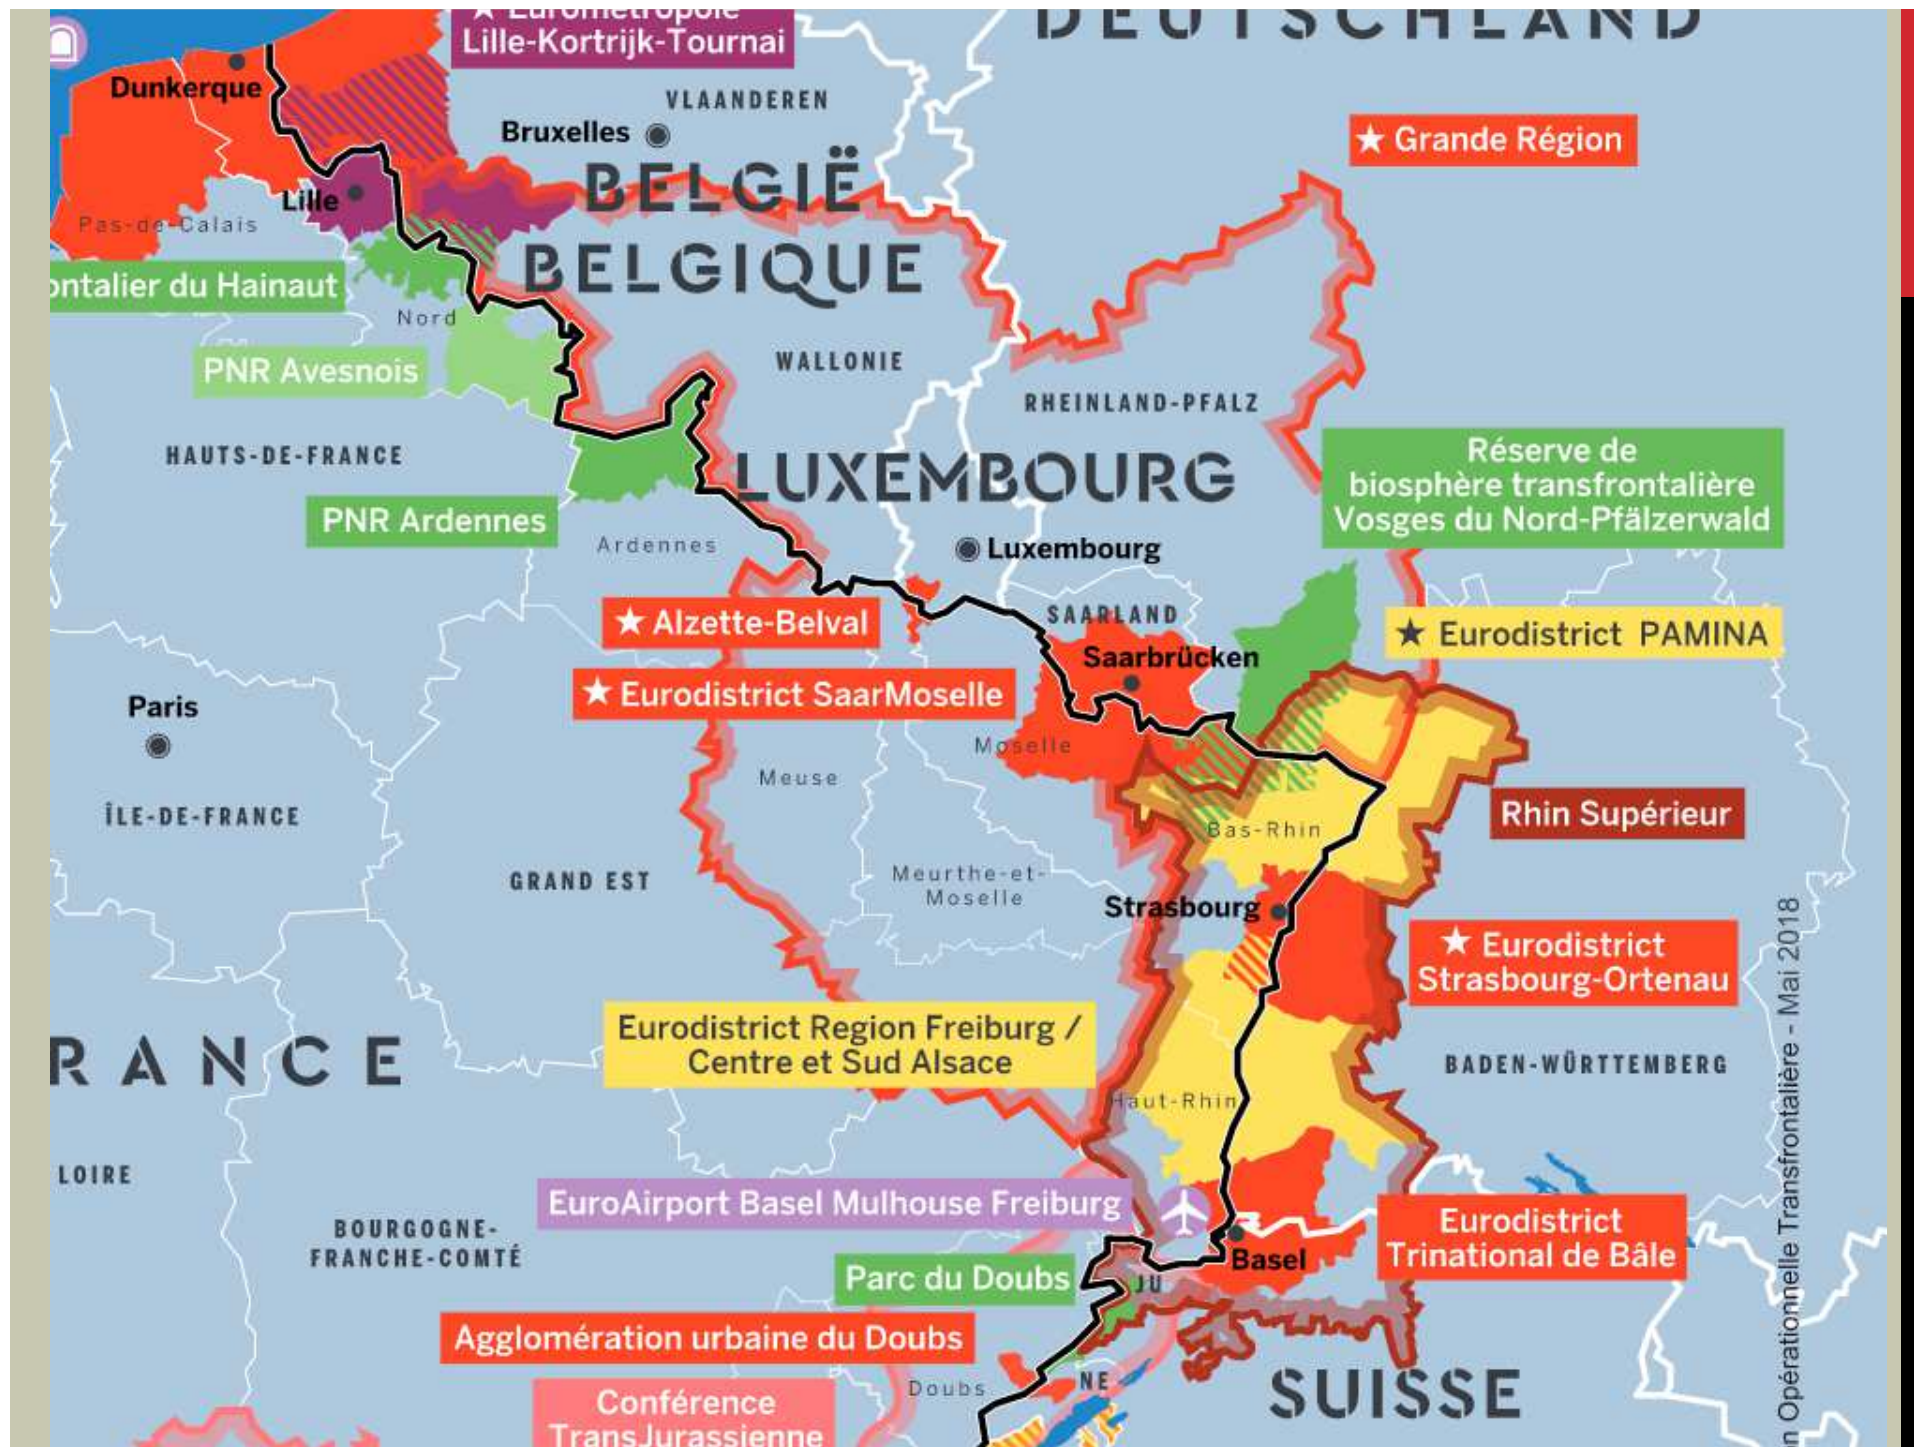 DEUTSCHLAND
★ Eurométropole
Lille-Kortrijk-Tournai
Dunkerque
VLAANDEREN
Bruxelles
★ Grande Région
BELGIË
Lille
Pas-de-Calais
BELGIQUE
ontalier du Hainaut
Nord
PNR Avesnois
WALLONIE
RHEINLAND-PFALZ
HAUTS-DE-FRANCE
Réserve de
biosphère transfrontalière
Vosges du Nord-Pfälzerwald
LUXEMBOURG
PNR Ardennes
Ardennes
Luxembourg
SAARLAND
★ Alzette-Belval
★ Eurodistrict PAMINA
Saarbrücken
★ Eurodistrict SaarMoselle
Paris
Moselle
Meuse
ÎLE-DE-FRANCE
Rhin Supérieur
Bas-Rhin
GRAND EST
Meurthe-et-
Moselle
Strasbourg
★ Eurodistrict
Strasbourg-Ortenau
Eurodistrict Region Freiburg /
Centre et Sud Alsace
RANCE
BADEN-WÜRTTEMBERG
Haut-Rhin
LOIRE
EuroAirport Basel Mulhouse Freiburg
BOURGOGNE-
FRANCHE-COMTÉ
Eurodistrict
Trinational de Bâle
Basel
Parc du Doubs
JU
Agglomération urbaine du Doubs
Doubs
NE
SUISSE
Conférence
TransJurassienne
n Opérationnelle Transfrontalière - Mai 2018